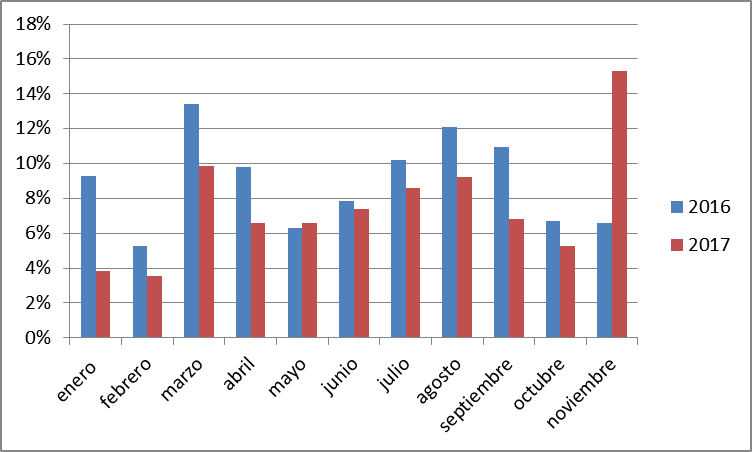 18%
16%
14%
12%
10%
8%
6%
4%
2%
0%
enero
febrero
marzo
abril
mayo
junio
julio
agosto
septiembre
octubre
noviembre
2016
2017